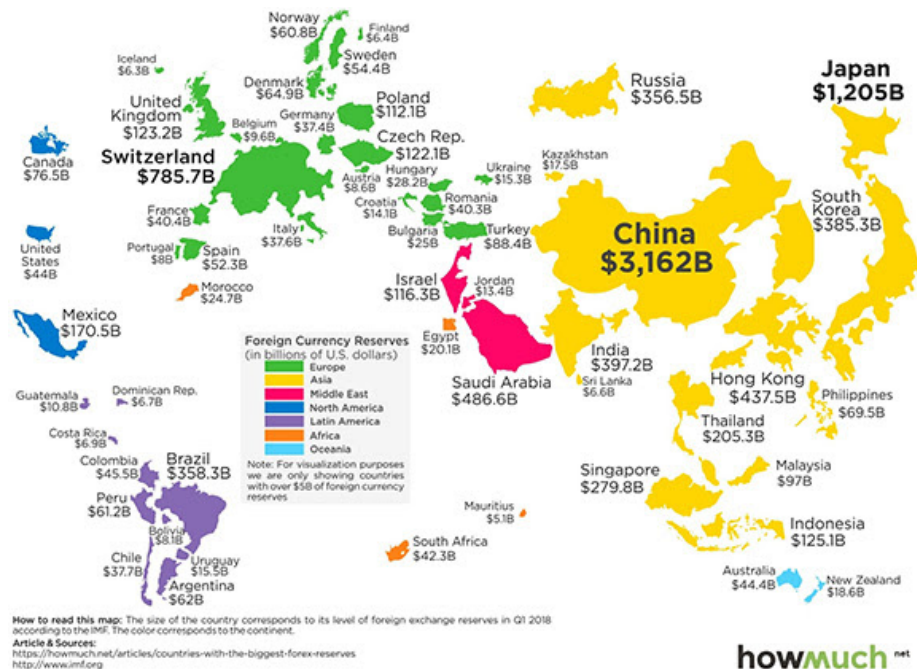 Norway
$60.8B
Finland
$6.4B
Sweden
$54.4B
Iceland
$6.3B
Denmark
$64.9B
United
Kingdom
$123.2B
Belgium
$9.6B
Germany
$37.4B
Poland
$112.1B
Czech Rep.
$122.1B
Russia
$356.5B
Japan
$1,205B
Canada
$76.5B
Switzerland
$785.7B
Austria
$8.6B
Hungary
$28.2B
Ukraine
$15.3B
Kazakhstan
$17.5B
South
Korea
$385.3B
France
$40.4B
Italy
$37.6B
Croatia
$14.1B
Romania
$40.3B
Bulgaria
$25B
Turkey
$88.4B
China
$3,162B
United
States
$44B
Portugal
$8B
Spain
$52.3B
Morocco
$24.7B
Israel
$116.3B
Jordan
$13.4B
Mexico
$170.5B
Egypt
$20.1B
Saudi Arabia
$486.6B
India
$397.2B
Sri Lanka
$6.6B
Hong Kong
$437.5B
Philippines
$69.5B
Foreign Currency Reserves
(in billions of U.S. dollars)
Europe
Asia
Middle East
North America
Latin America
Africa
Oceania
Note: For visualization purposes
we are only showing countries
with over $5B of foreign currency
reserves
Guatemala
$10.8B
Dominican Rep.
$6.7B
Costa Rica
$6.9B
Colombia
$45.5B
Brazil
$358.3B
Peru
$61.2B
Bolivia
$8.1B
Chile
$37.7B
Uruguay
$15.5B
Argentina
$62B
Thailand
$205.3B
Singapore
$279.8B
Malaysia
$97B
Indonesia
$125.1B
Mauritius
$5.1B
South Africa
$42.3B
Australia
$44.4B
New Zealand
$18.6B
How to read this map: The size of the country corresponds to its level of foreign exchange reserves in Q1 2018
according to the IMF. The color corresponds to the continent.
Article & Sources:
https://howmuch.net/articles/countries-with-the-biggest-forex-reserves
http://www.imf.org
howmuch.net